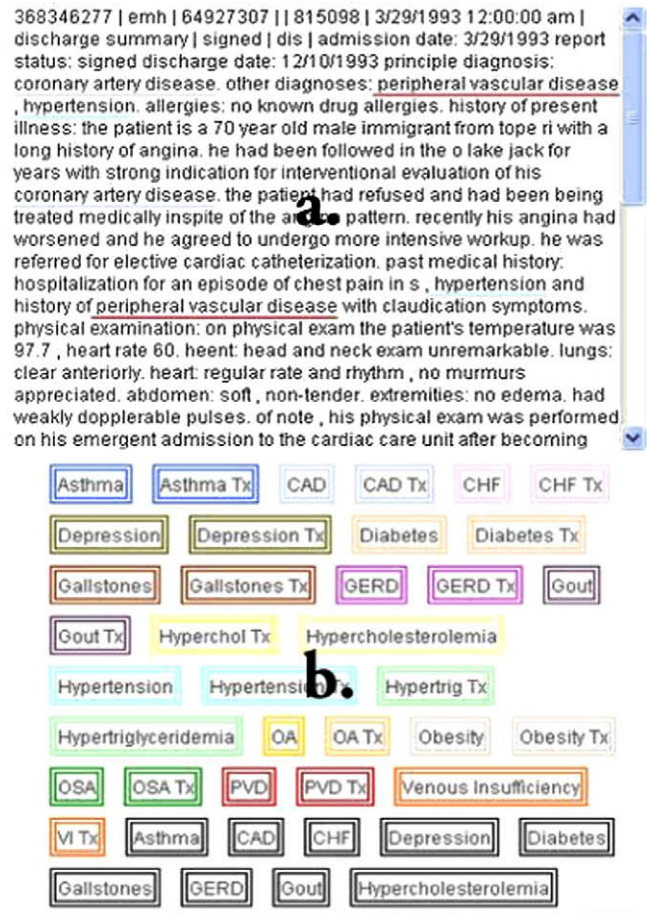 368346277 | emh | 64927307 | | 815098 | 3/29/1993 12:00:00 am |
discharge summary | signed | dis | admission date: 3/29/1993 report
status: signed discharge date: 12/10/1993 principle diagnosis:
coronary artery disease. other diagnoses: peripheral vascular disease
, hypertension. allergies: no known drug allergies. history of present
illness: the patient is a 70 year old male immigrant from tope ri with a
long history of angina. he had been followed in the o lake jack for
years with strong indication for interventional evaluation of his
coronary artery disease. the patient had refused and had been being
treated medically inspite of the pattern. recently his angina had
worsened and he agreed to undergo more intensive workup. he was
referred for elective cardiac catheterization. past medical history:
hospitalization for an episode of chest pain in s , hypertension and
history of peripheral vascular disease with claudication symptoms.
physical examination: on physical exam the patient's temperature was
97.7 , heart rate 60. heent: head and neck exam unremarkable. lungs:
clear anteriorly. heart: regular rate and rhythm , no murmurs
appreciated. abdomen: soft , non-tender. extremities: no edema. had
weakly dopplerable pulses. of note , his physical exam was performed
on his emergent admission to the cardiac care unit after becoming
a.
Asthma Asthma Tx CAD CAD Tx CHF CHF Tx
Depression Depression Tx Diabetes Diabetes Tx
Gallstones Gallstones Tx GERD GERD Tx Gout
Gout Tx Hyperchol Tx Hypercholesterolemia
Hypertension Hypertension Tx Hypertrig Tx
b.
Hypertriglyceridemia OA OA Tx Obesity Obesity Tx
OSA OSA Tx PVD PVD Tx Venous Insufficiency
VI Tx Asthma CAD CHF Depression Diabetes
Gallstones GERD Gout Hypercholesterolemia